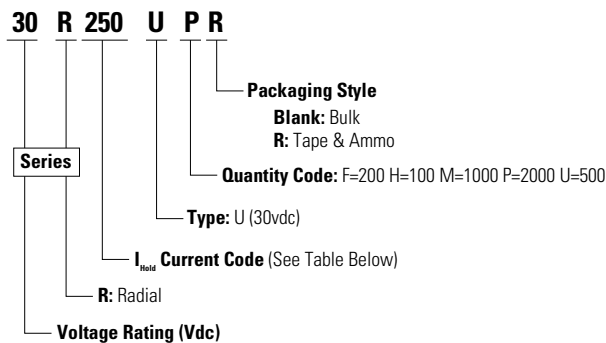 30 R 250 U P R
Packaging Style
Blank: Bulk
R: Tape & Ammo
Series
Quantity Code: F=200 H=100 M=1000 P=2000 U=500
Type: U (30vdc)
IHold Current Code (See Table Below)
R: Radial
Voltage Rating (Vdc)